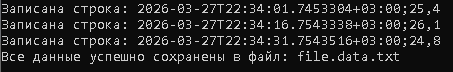 Записана строка: 2026-03-27T22:34:01.7453304+03:00;25,4
Записана строка: 2026-03-27T22:34:16.7543338+03:00;26,1
Записана строка: 2026-03-27T22:34:31.7543516+03:00;24,8
Все данные успешно сохранены в файл: file.data.txt